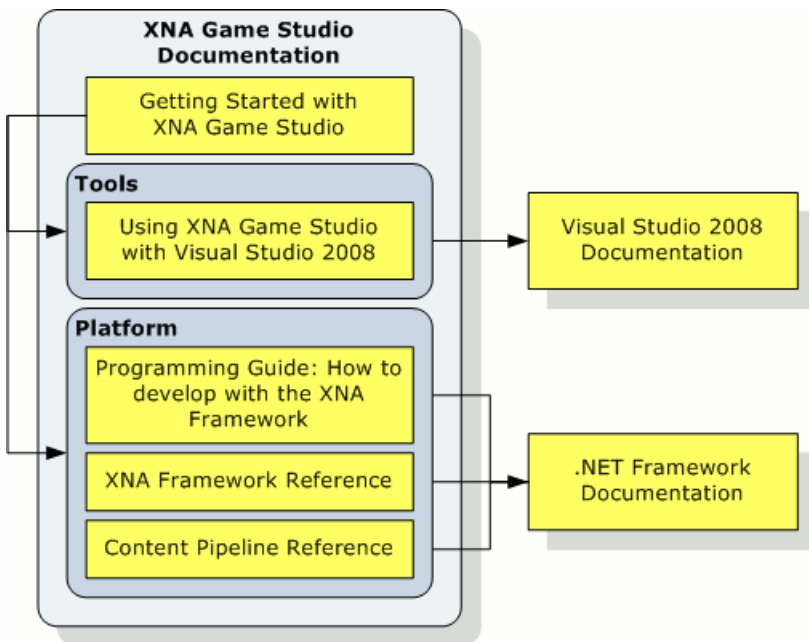 XNA Game Studio
Documentation
Getting Started with
XNA Game Studio
Tools
Using XNA Game Studio
with Visual Studio 2008
Visual Studio 2008
Documentation
Platform
Programming Guide: How to
develop with the XNA
Framework
XNA Framework Reference
Content Pipeline Reference
.NET Framework
Documentation